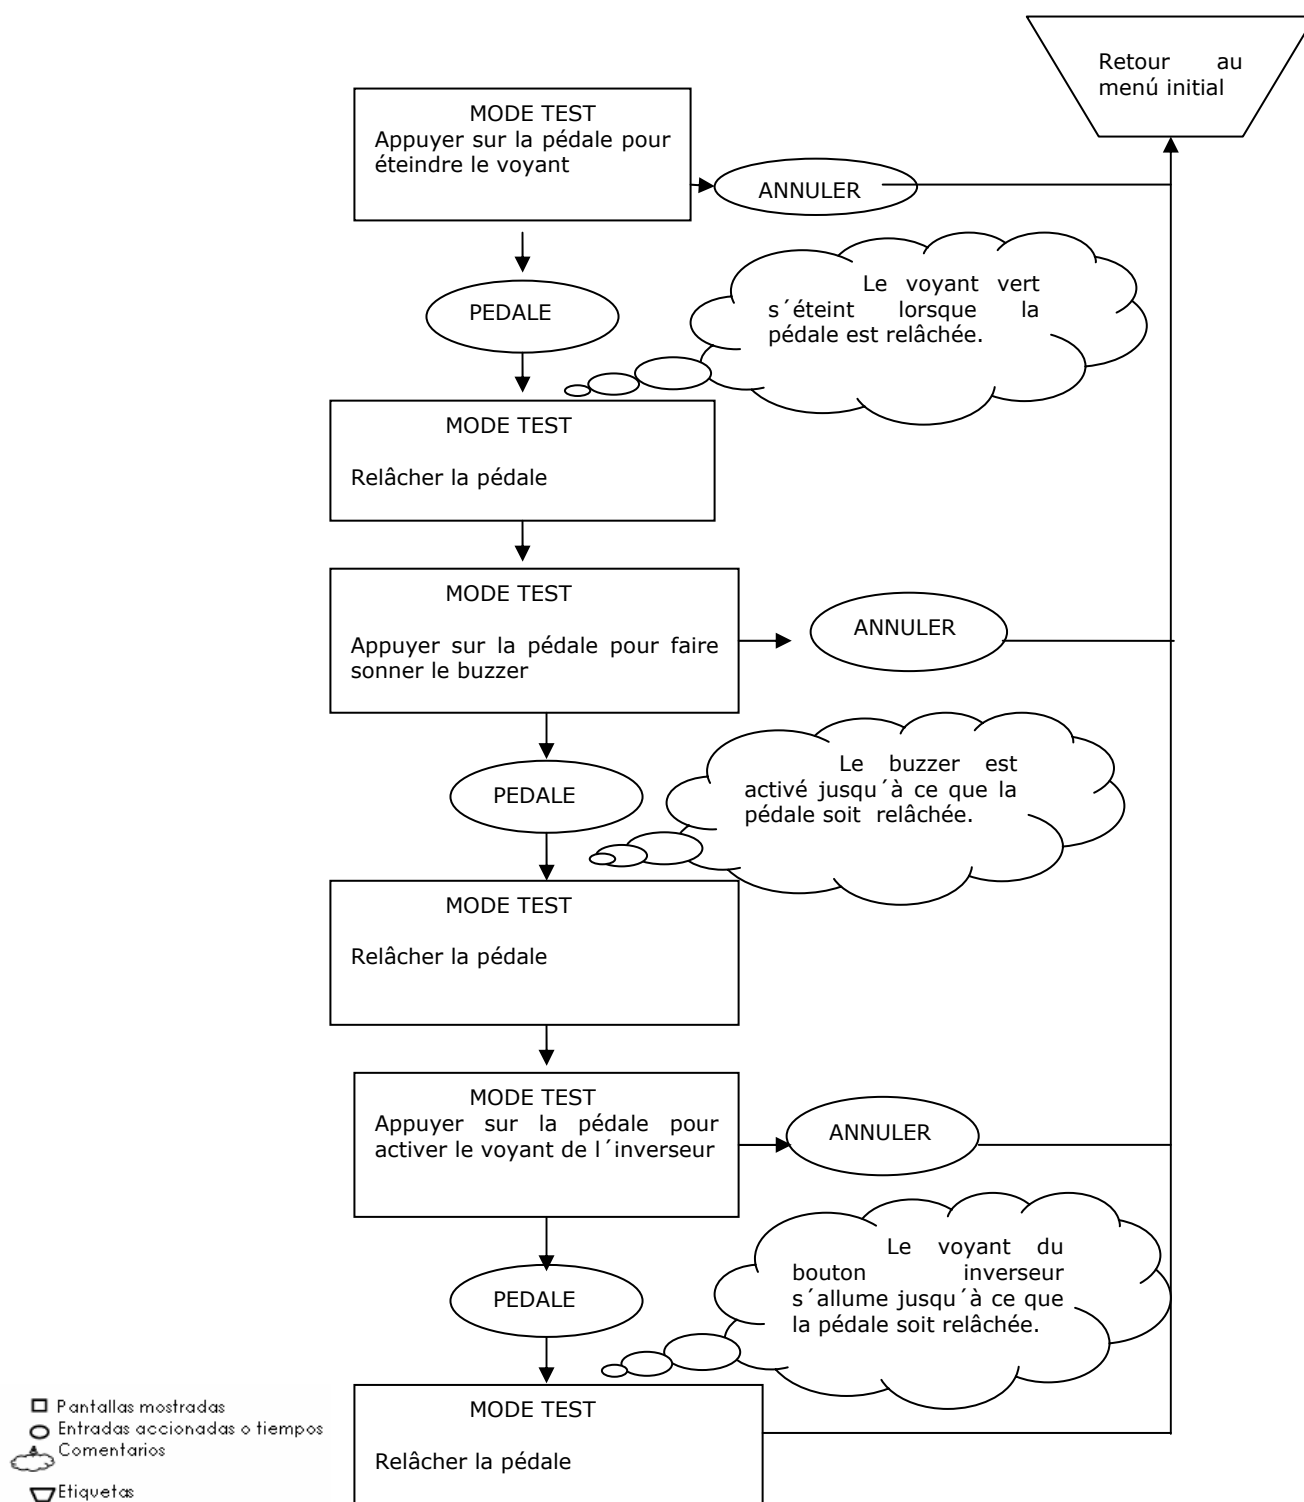 Retour au
menú initial
MODE TEST
Appuyer sur la pédale pour
éteindre le voyant
ANNULER
Le voyant vert
s´éteint lorsque la
pédale est relâchée.
PEDALE
MODE TEST
Relâcher la pédale
MODE TEST
Appuyer sur la pédale pour faire
sonner le buzzer
ANNULER
Le buzzer est
activé jusqu´à ce que la
pédale soit relâchée.
PEDALE
MODE TEST
Relâcher la pédale
MODE TEST
Appuyer sur la pédale pour
activer le voyant de l´inverseur
ANNULER
Le voyant du
bouton inverseur
s´allume jusqu´à ce que
la pédale soit relâchée.
PEDALE
MODE TEST
Relâcher la pédale
Pantallas mostradas
Entradas accionadas o tiempos
Comentarios
Etiquetas